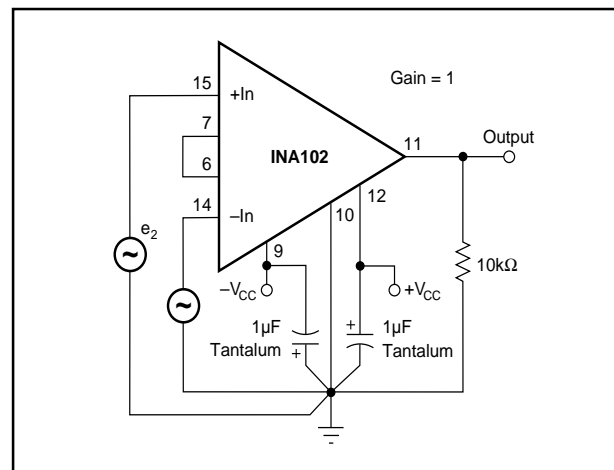 Gain = 1
15
+In
7
6
INA102
11
Output
14
–In
12
10
e2
9
10kΩ
–VCC
+VCC
1µF
Tantalum
+
+
1µF
Tantalum